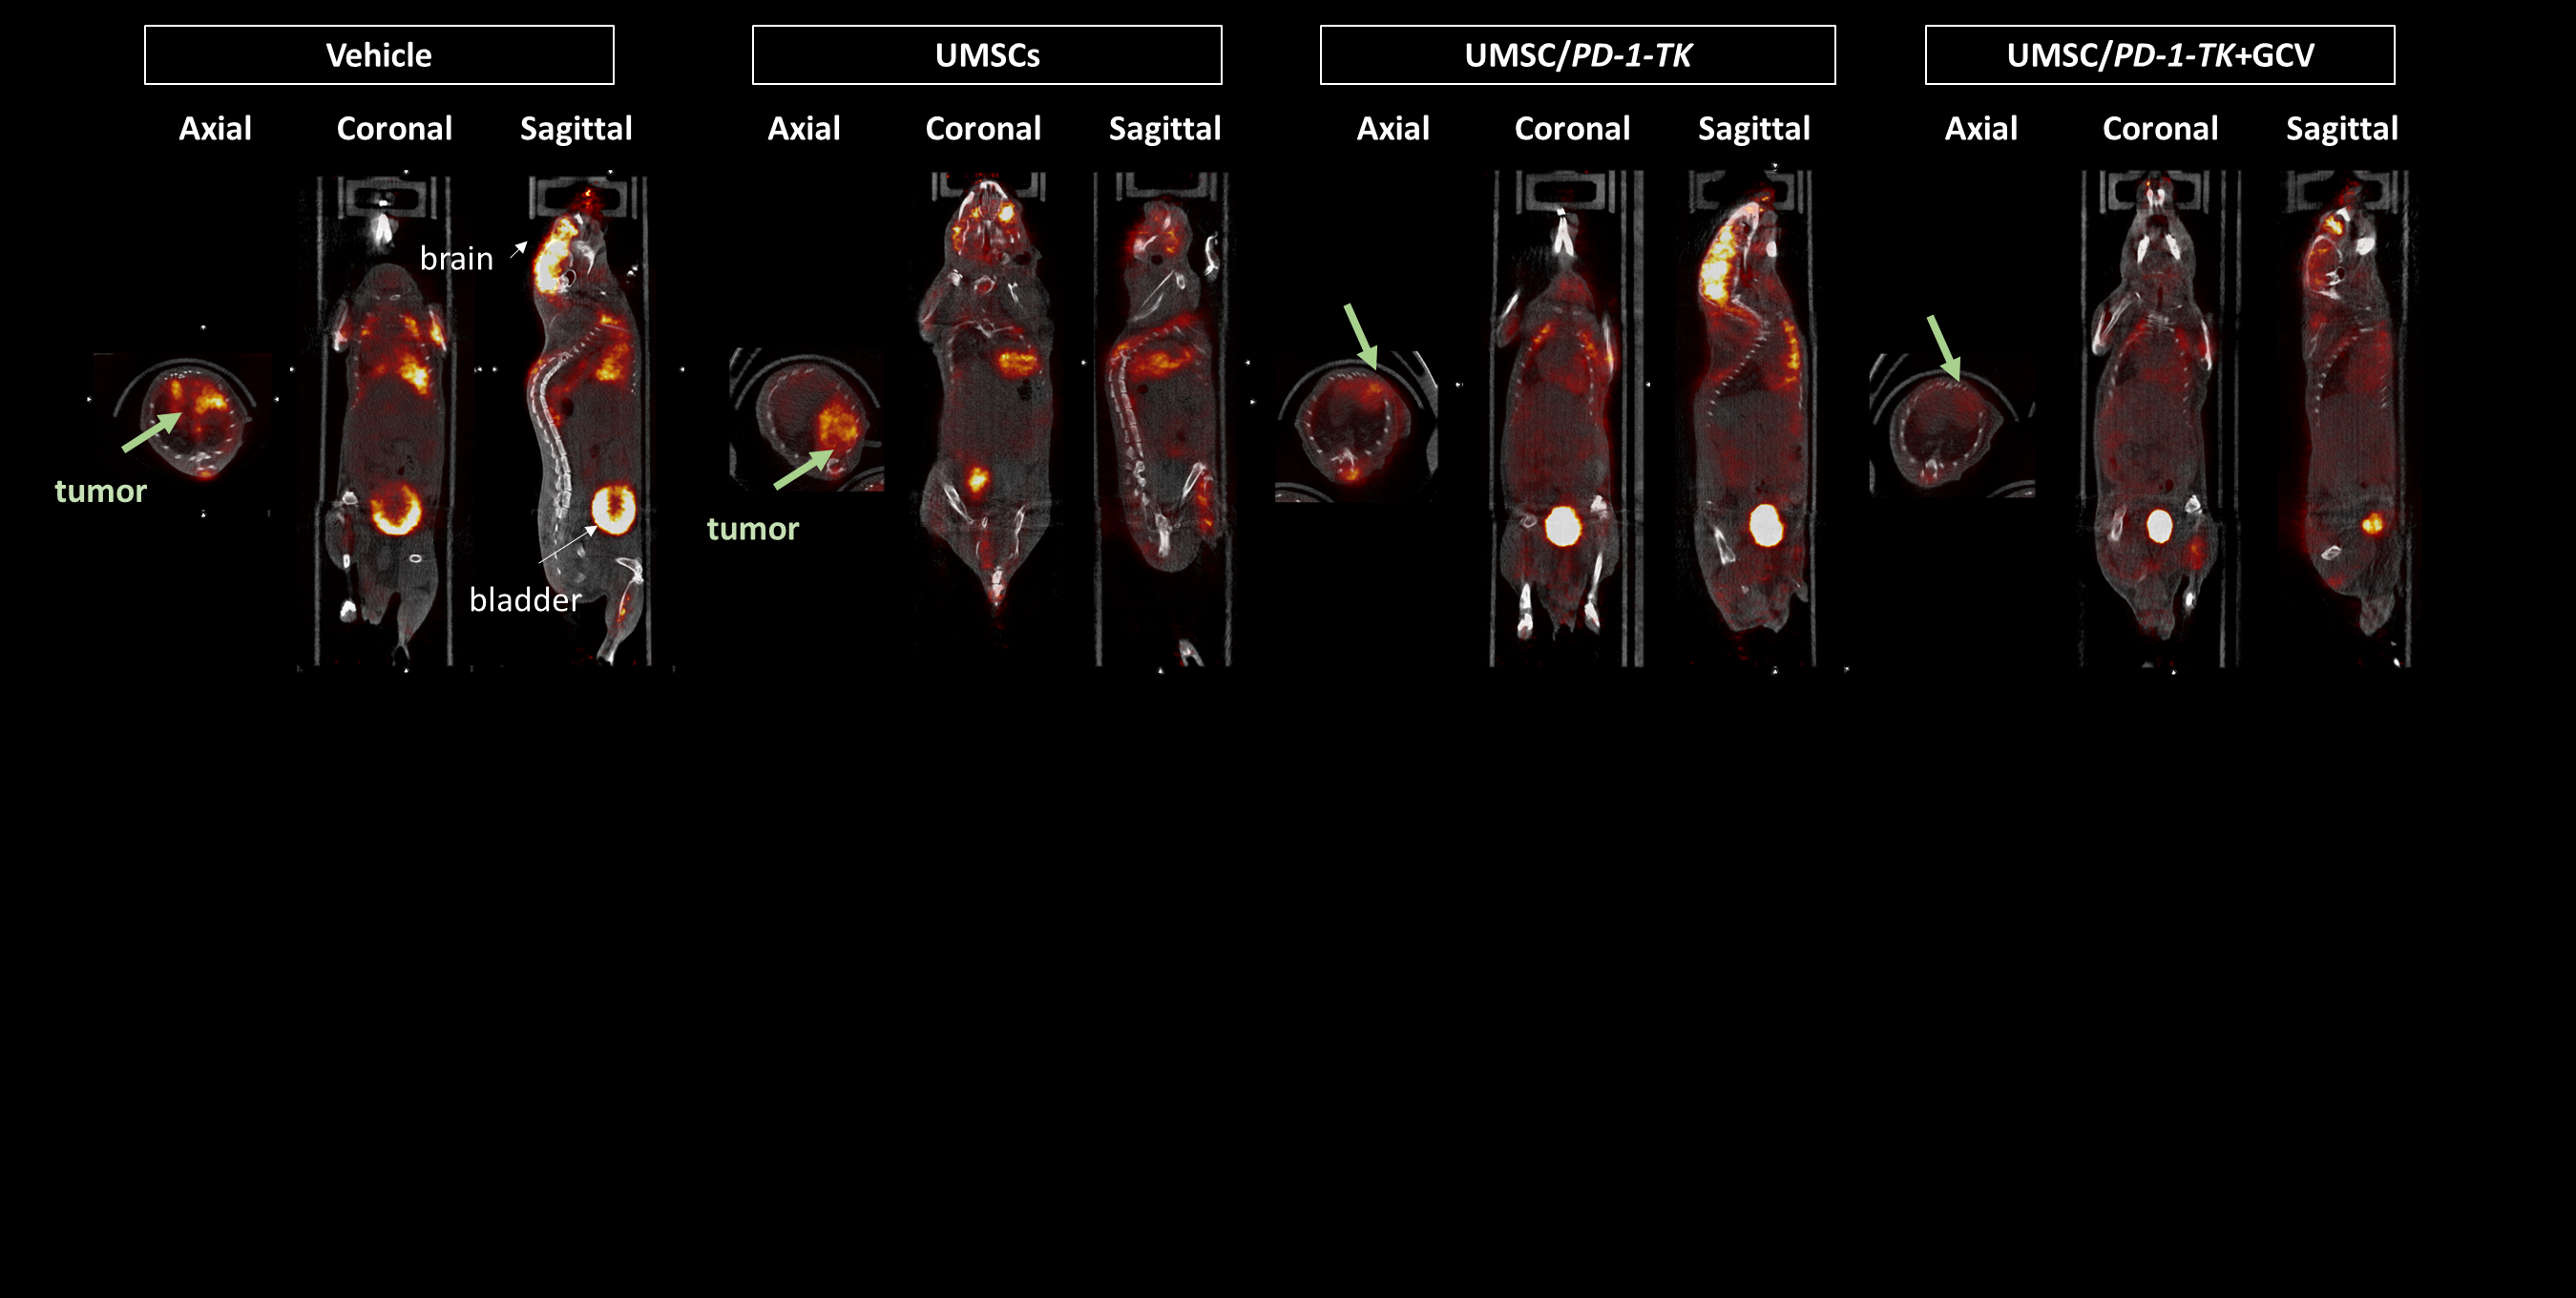 Vehicle
UMSCs
UMSC/PD-1-TK
UMSC/PD-1-TK+GCV
Axial Coronal Sagittal
Axial Coronal Sagittal
Axial Coronal Sagittal
Axial Coronal Sagittal
brain
tumor
tumor
bladder